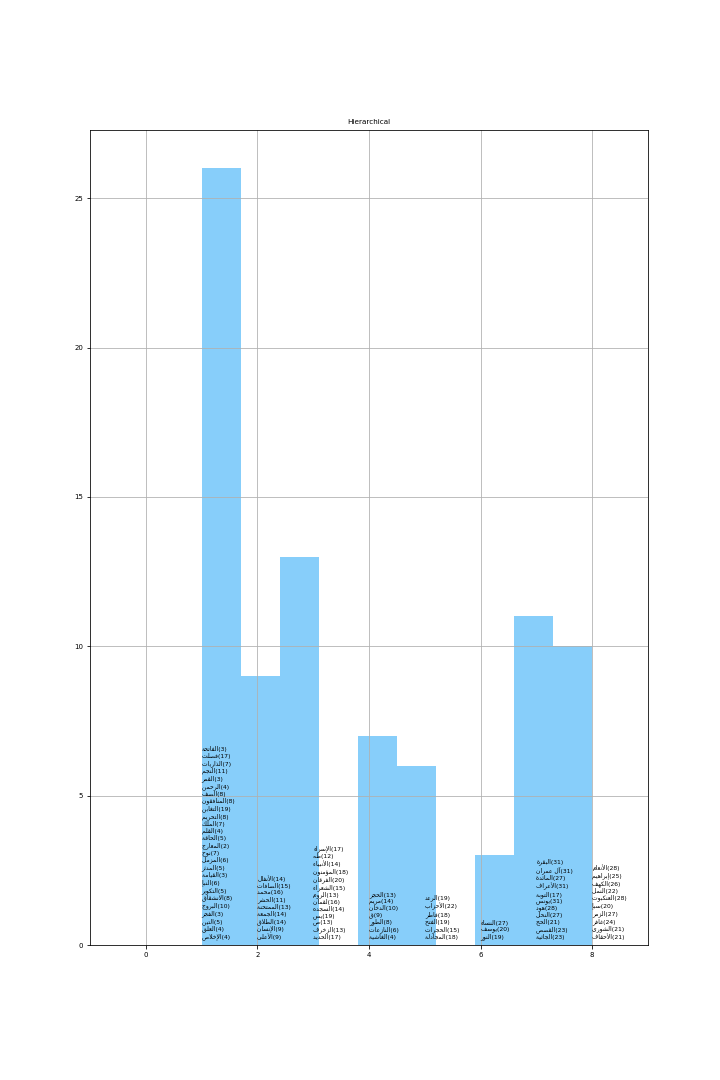 Hierarchical
25
20
15
10
5
0
الفاتحة(3)
فصلت(17)
الذاريات(7)
النجم(11)
القمر(3)
الرحمن(4)
الصف(8)
المنافقون(8)
التغابن(19)
التحريم(8)
الملك(7)
القلم(4)
الحاقة(5)
المعارج(2)
نوح(7)
المزمل(6)
المدثر(5)
القيامة(3)
النبأ(6)
التكوير(5)
الانشقاق(8)
البروج(10)
الفجر(3)
التين(5)
العلق(4)
الإخلاص(4)
الأنفال(14)
الصافات(15)
محمد(16)
الحشر(11)
الممتحنة(13)
الجمعة(14)
الطلاق(14)
الإنسان(9)
الأعلى(9)
الإسراء(17)
طه(12)
الأنبياء(14)
المؤمنون(18)
الفرقان(20)
الشعراء(15)
الروم(13)
لقمان(16)
السجدة(14)
يس(19)
ص(13)
الزخرف(13)
الحديد(17)
الحجر(13)
مريم(14)
الدخان(10)
ق(9)
الطور(8)
النازعات(6)
الغاشية(4)
الرعد(19)
الأحزاب(22)
فاطر(18)
الفتح(19)
الحجرات(15)
المجادلة(18)
النساء(27)
يوسف(20)
النور(19)
البقرة(31)
آل عمران(31)
المائدة(27)
الأعراف(31)
التوبة(17)
يونس(31)
هود(28)
النحل(27)
الحج(21)
القصص(23)
الجاثية(23)
الأنعام(28)
إبراهيم(25)
الكهف(26)
النمل(22)
العنكبوت(28)
سبأ(20)
الزمر(27)
غافر(24)
الشورى(21)
الأحقاف(21)
0 2 4 6 8